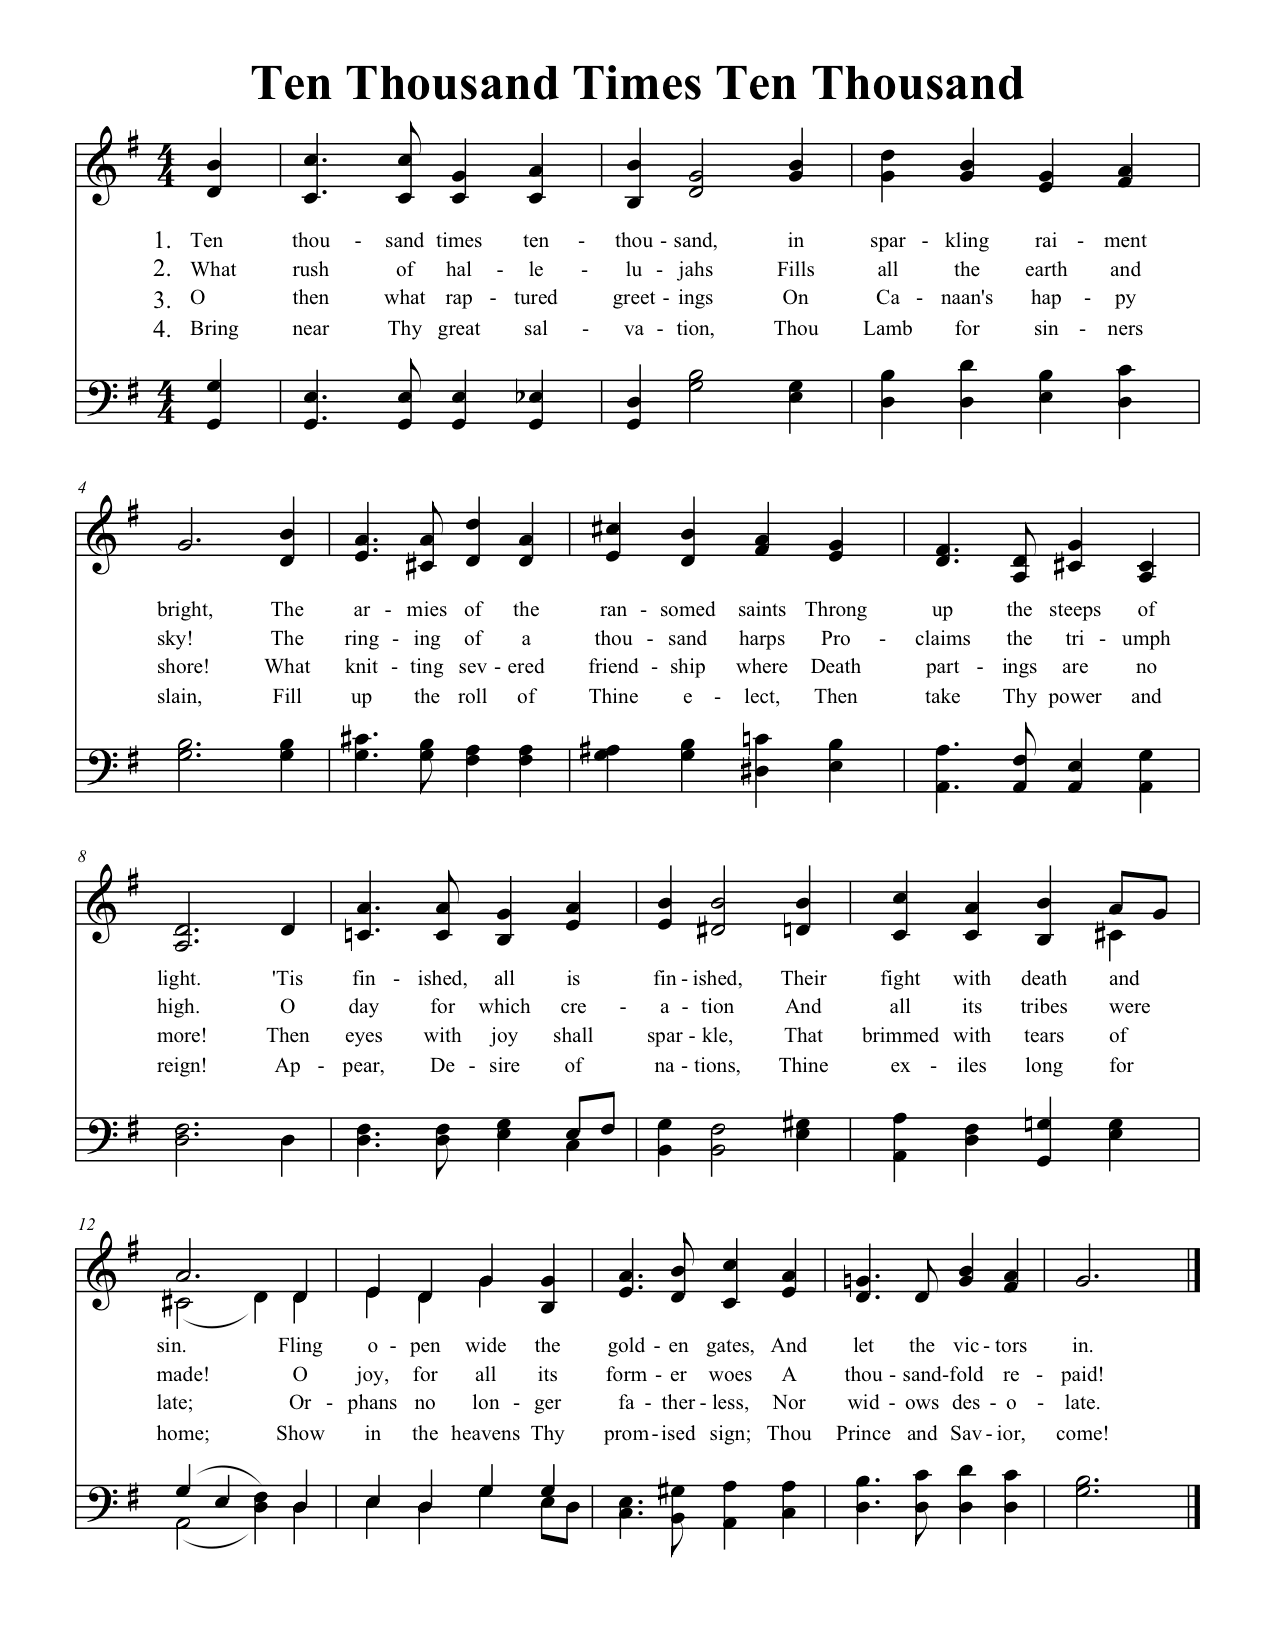 Ten Thousand Times Ten Thousand
4
4
1. Ten thou - sand times ten - thou - sand, in spar - kling rai - ment
2. What rush of hal - le - lu - jahs Fills all the earth and
3. O then what rap - tured greet - ings On Ca - naan's hap - py
4. Bring near Thy great sal - va - tion, Thou Lamb for sin - ners
4
4
4
bright, The ar - mies of the ran - somed saints Throng up the steeps of
sky! The ring - ing of a thou - sand harps Pro - claims the tri - umph
shore! What knit - ting sev - ered friend - ship where Death part - ings are no
slain, Fill up the roll of Thine e - lect, Then take Thy power and
8
light. 'Tis fin - ished, all is fin - ished, Their fight with death and
high. O day for which cre - a - tion And all its tribes were
more! Then eyes with joy shall spar - kle, That brimmed with tears of
reign! Ap - pear, De - sire of na - tions, Thine ex - iles long for
12
sin. Fling o - pen wide the gold - en gates, And let the vic - tors in.
made! O joy, for all its form - er woes A thou - sand-fold re - paid!
late; Or - phans no lon - ger fa - ther - less, Nor wid - ows des - o - late.
home; Show in the heavens Thy prom - ised sign; Thou Prince and Sav - ior, come!